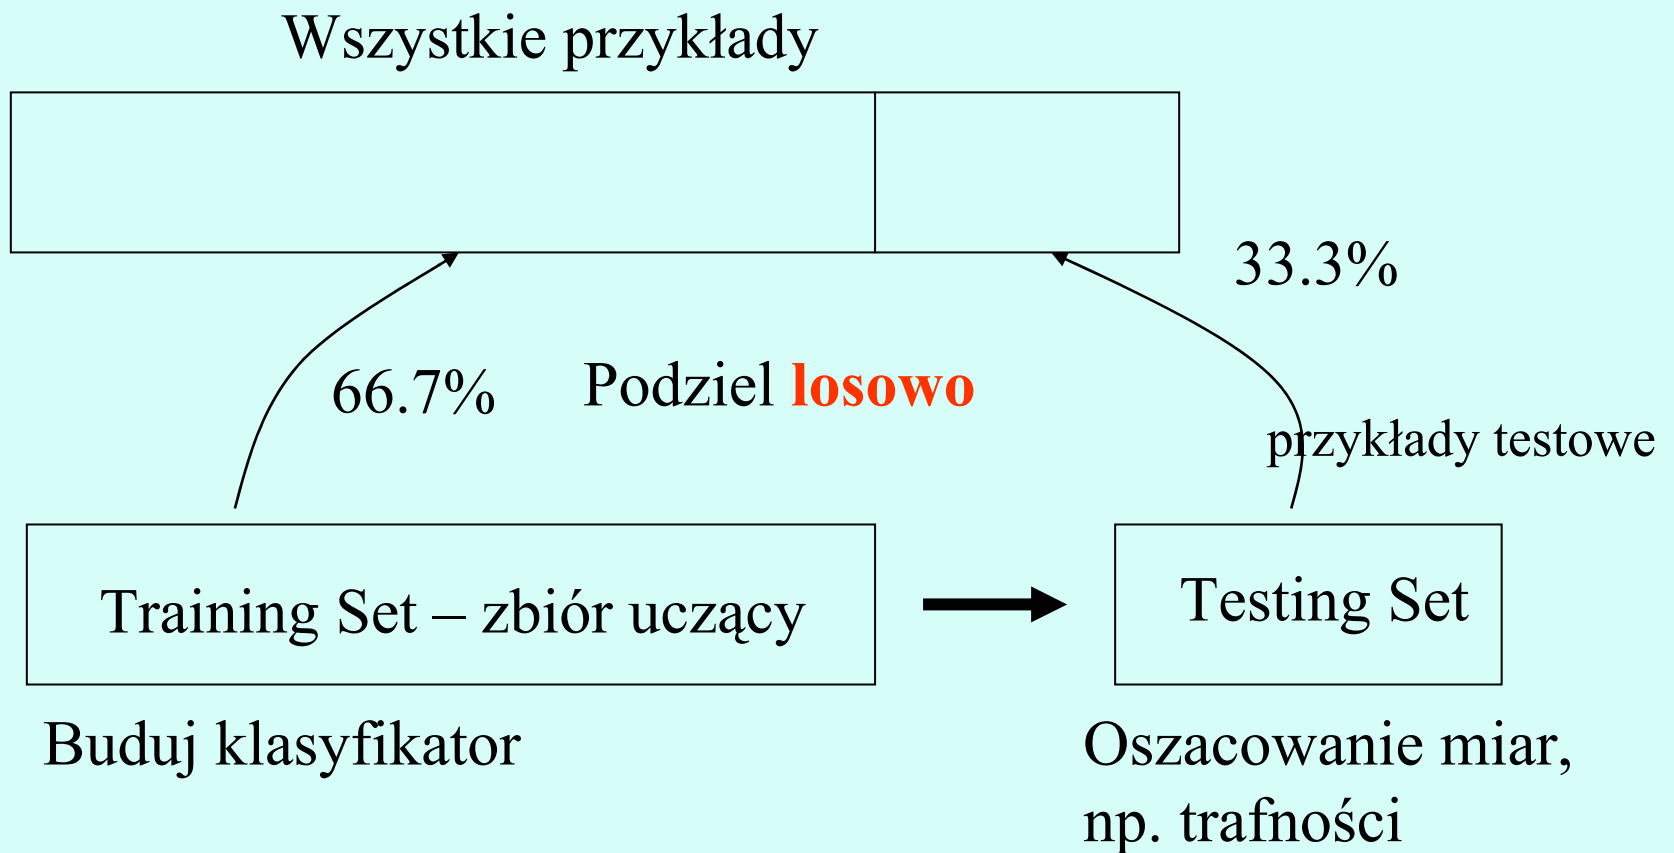 Wszystkie przykłady
33.3%
66.7%
Podziel losowo
przykłady testowe
Training Set – zbiór uczący
Testing Set
Buduj klasyfikator
Oszacowanie miar,
np. trafności